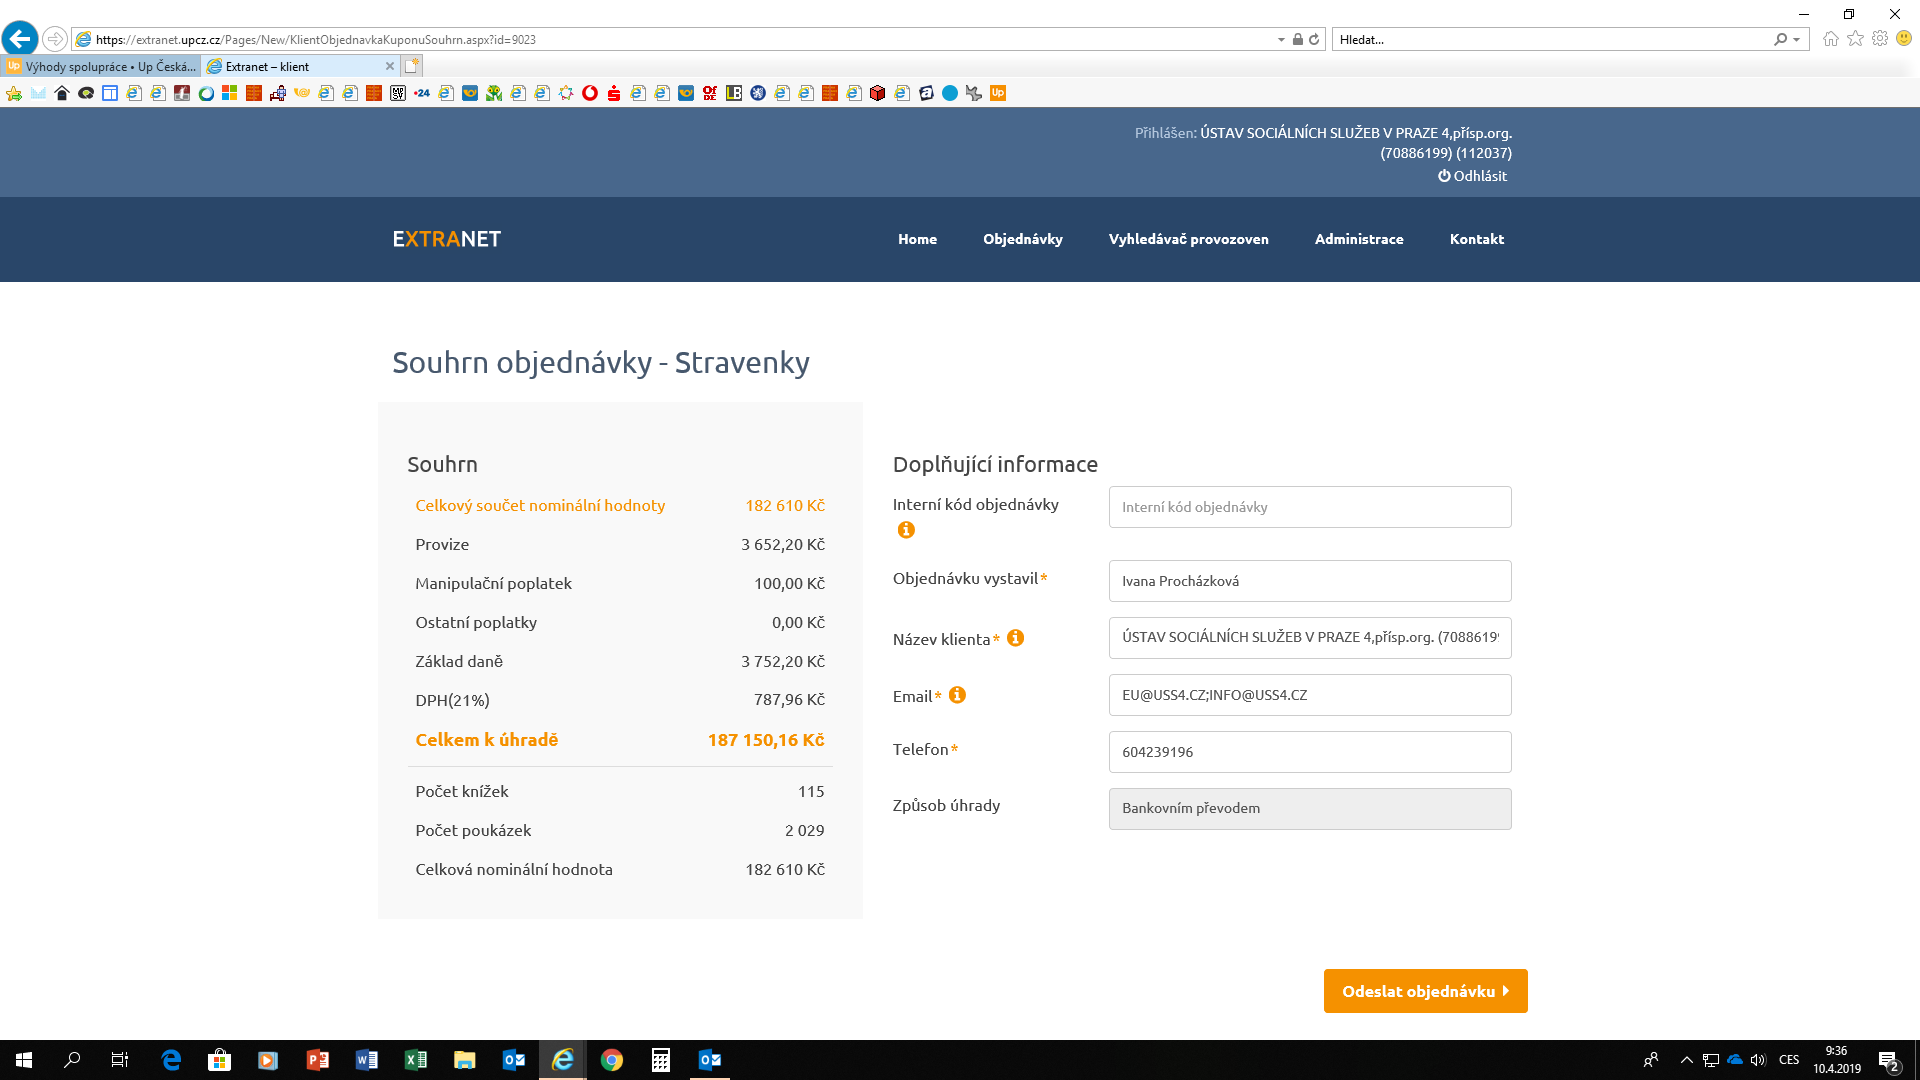 https://extranet.upcz.cz/Pages/New/KlientObjednavkaKuponuSouhrn.aspx?id=9023
Hledat...
Up Výhody spolupráce • Up Česká...
Extranet – klient
Přihlášen: ÚSTAV SOCIÁLNÍCH SLUŽEB V PRAZE 4,přísp.org.
(70886199) (112037)
Odhlásit
EXTRANET
Home
Objednávky
Vyhledávač provozoven
Administrace
Kontakt
Souhrn objednávky - Stravenky
Souhrn
Celkový součet nominální hodnoty 182 610 Kč
Provize 3 652,20 Kč
Manipulační poplatek 100,00 Kč
Ostatní poplatky 0,00 Kč
Základ daně 3 752,20 Kč
DPH(21%) 787,96 Kč
Celkem k úhradě 187 150,16 Kč
Počet knížek 115
Počet poukázek 2 029
Celková nominální hodnota 182 610 Kč
Doplňující informace
Interní kód objednávky Interní kód objednávky
Objednávku vystavil* Ivana Procházková
Název klienta* ÚSTAV SOCIÁLNÍCH SLUŽEB V PRAZE 4,přísp.org. (7088619
Email* EU@USS4.CZ;INFO@USS4.CZ
Telefon* 604239196
Způsob úhrady Bankovním převodem
Odeslat objednávku
CES
9:36
10.4.2019
2